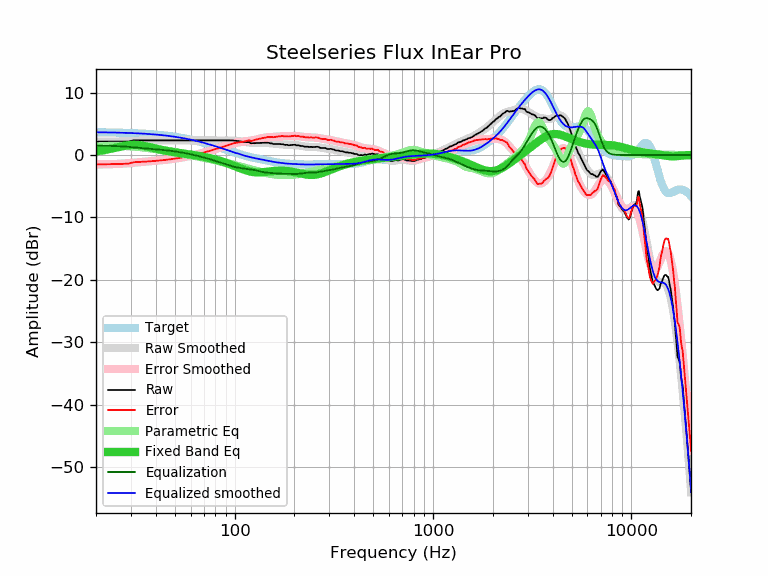 Steelseries Flux InEar Pro
10
0
−10
−20
−30
−40
−50
Amplitude (dBr)
Target
Raw Smoothed
Error Smoothed
Raw
Error
Parametric Eq
Fixed Band Eq
Equalization
Equalized smoothed
100
1000
10000
Frequency (Hz)